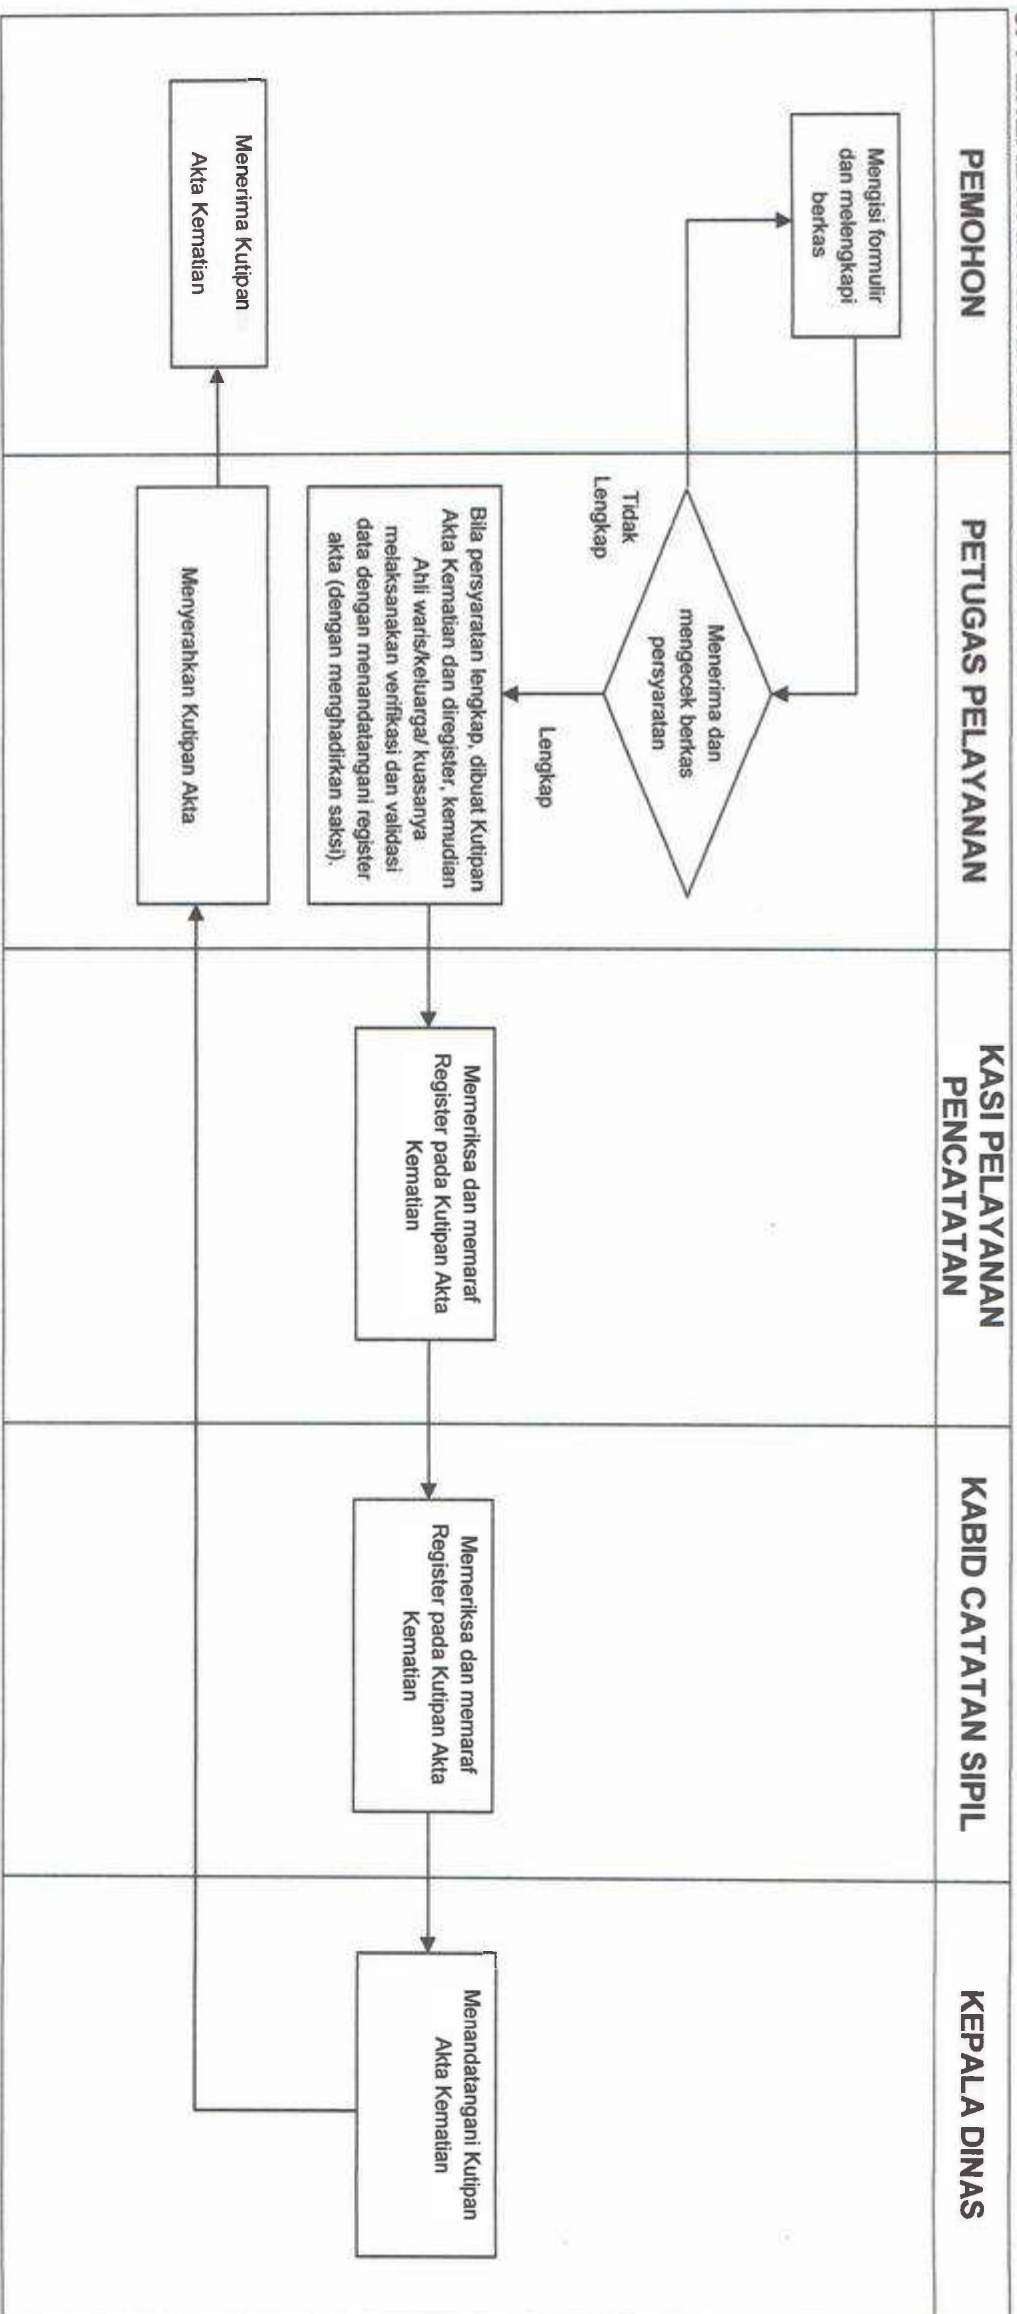 PEMOHON
PETUGAS PELAYANAN
KASI PELAYANAN
PENCATATAN
KABID CATATAN SIPIL
KEPALA DINAS
Mengisi formulir
dan melengkapi
berkas
Menerima dan
mengecek berkas
persyaratan
Tidak
Lengkap
Lengkap
Bila persyaratan lengkap, dibuat Kutipan
Akta Kematian dan diregister, kemudian
Ahli waris/keluarga/ kuasanya
melaksanakan verifikasi dan validasi
data dengan menandatangani register
akta (dengan menghadirkan saksi).
Memeriksa dan memaraf
Register pada Kutipan Akta
Kematian
Memeriksa dan memaraf
Register pada Kutipan Akta
Kematian
Menandatangani Kutipan
Akta Kematian
Menyerahkan Kutipan Akta
Menerima Kutipan
Akta Kematian